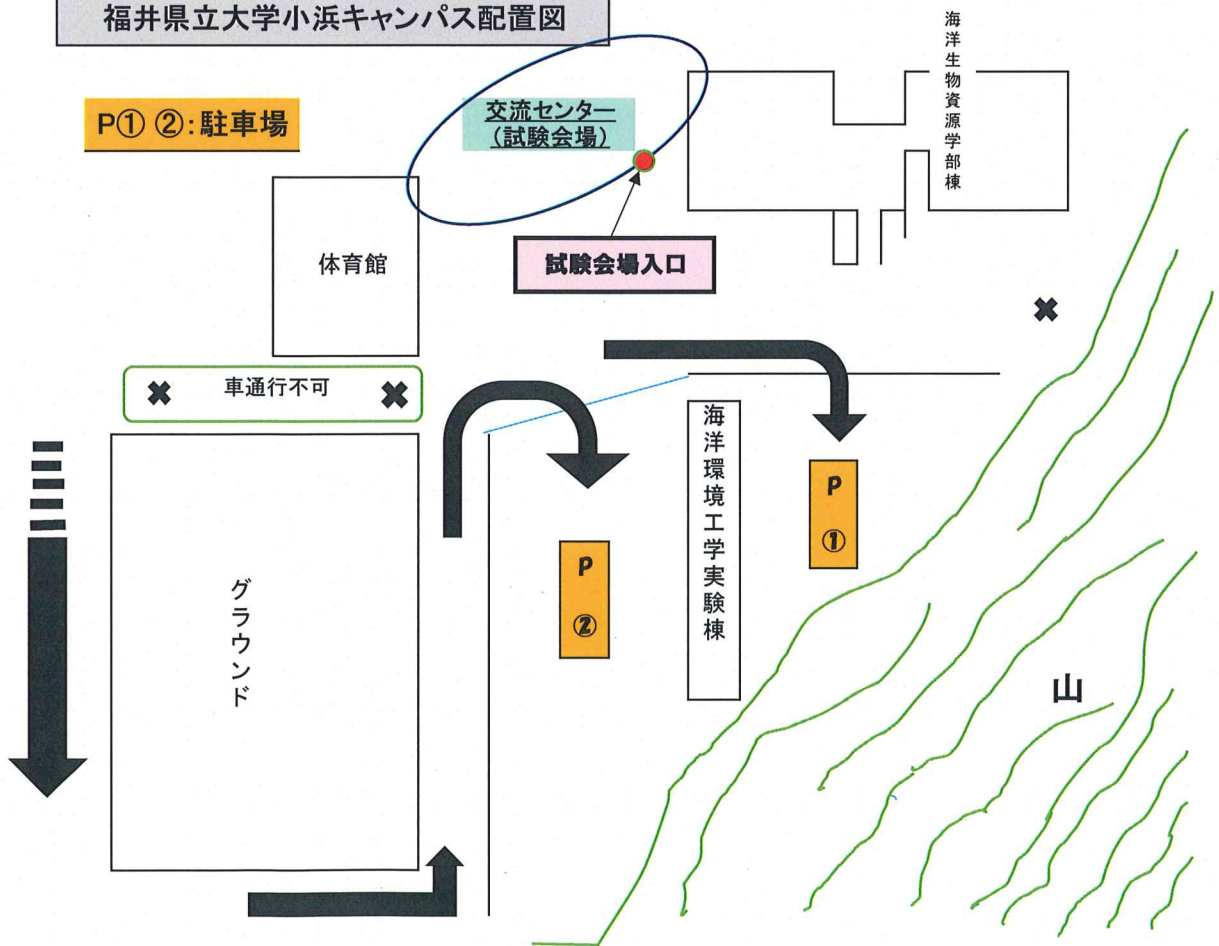 福井県立大学小浜キャンパス配置図
海洋生物資源学部棟
P① ②:駐車場
交流センター
(試験会場)
体育館
試験会場入口
車通行不可
海洋環境工学実験棟
P
①
P
②
グラウンド
山